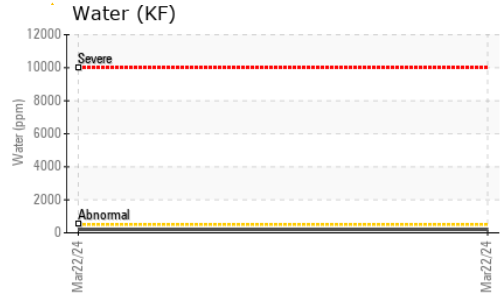 Water (KF)
12000
10000
8000
6000
4000
2000
0
Water (ppm)
Severe
Abnormal
Mar22/24
Mar22/24